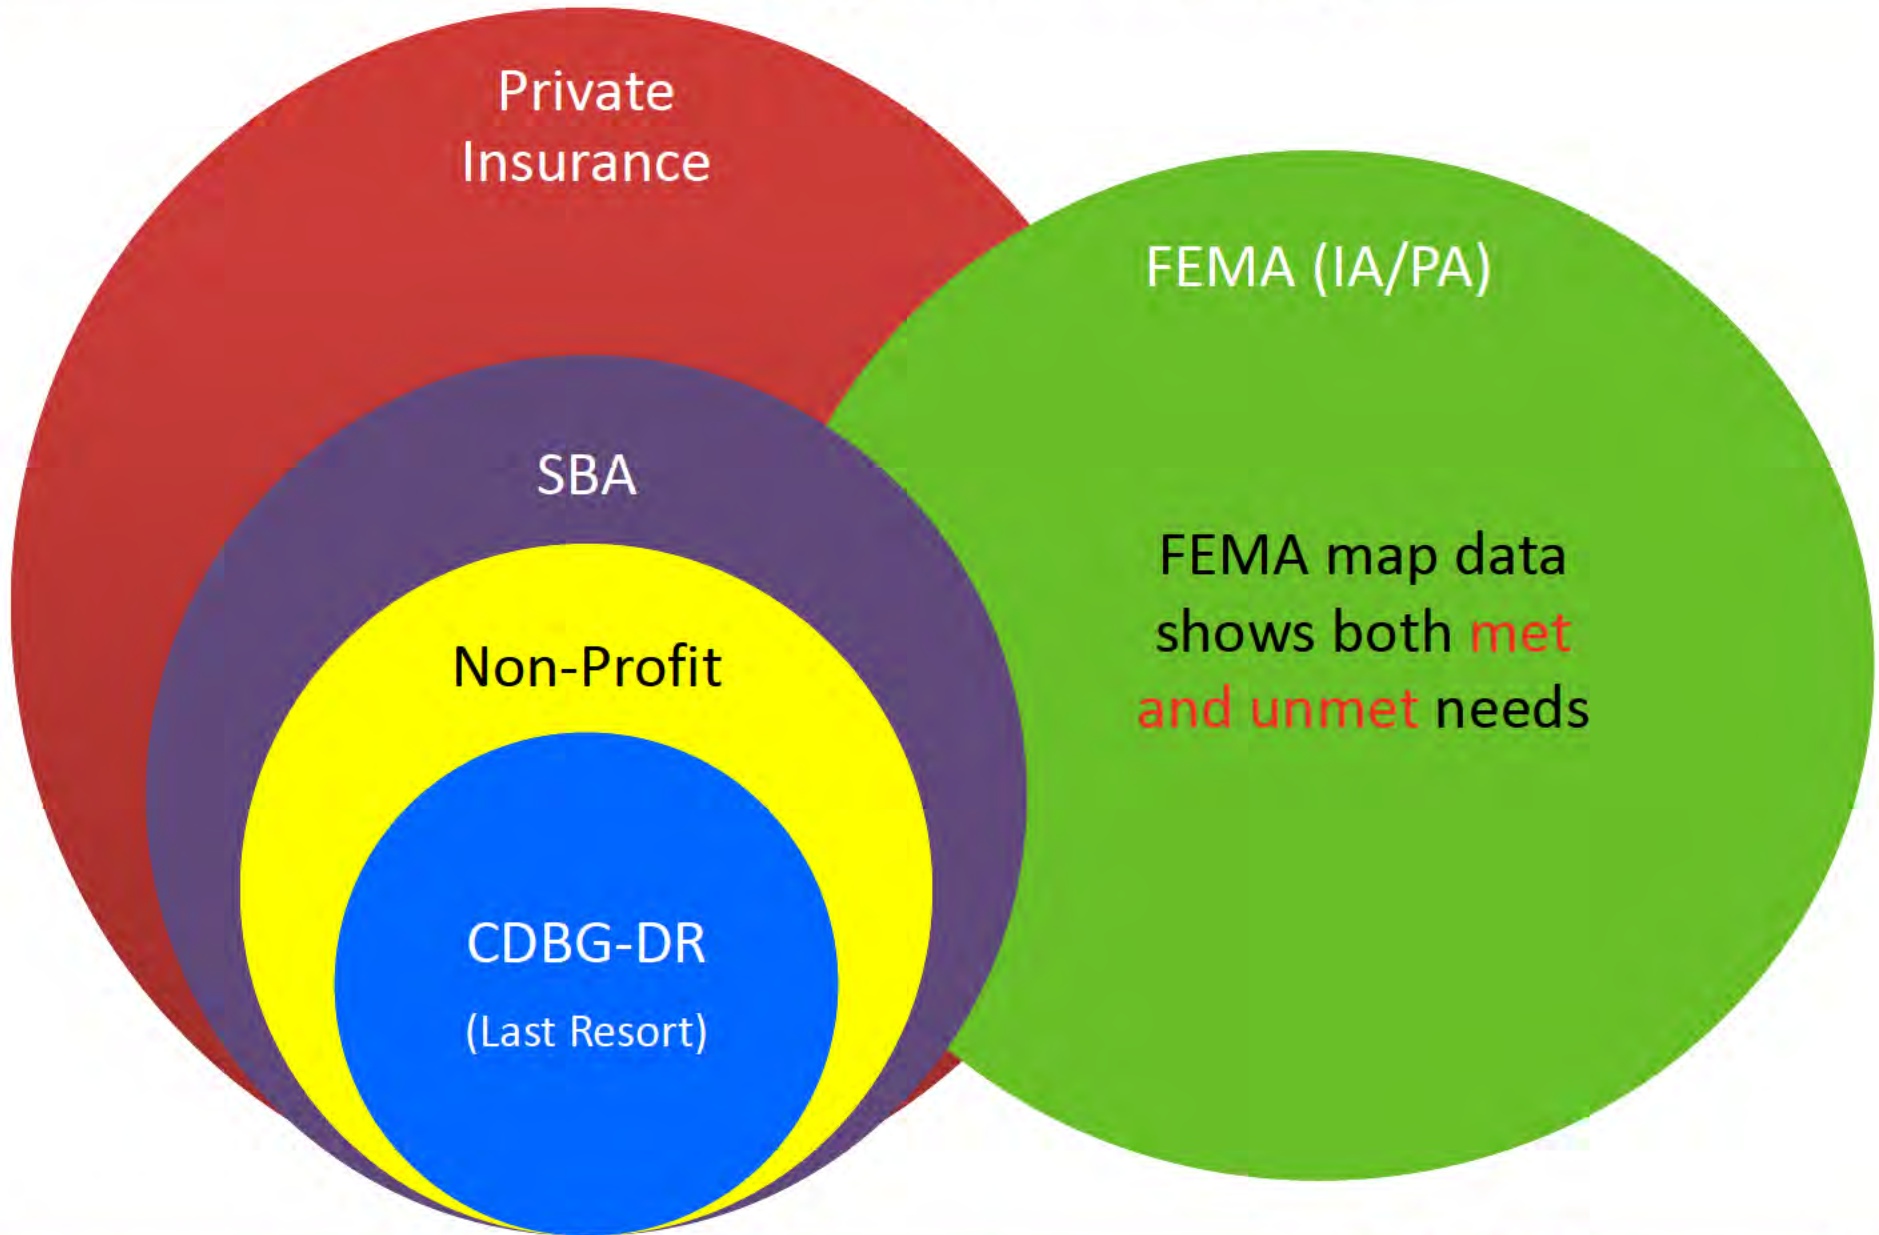 Private
Insurance
FEMA (IA/PA)
SBA
FEMA map data
shows both met
and unmet needs
Non-Profit
CDBG-DR
(Last Resort)